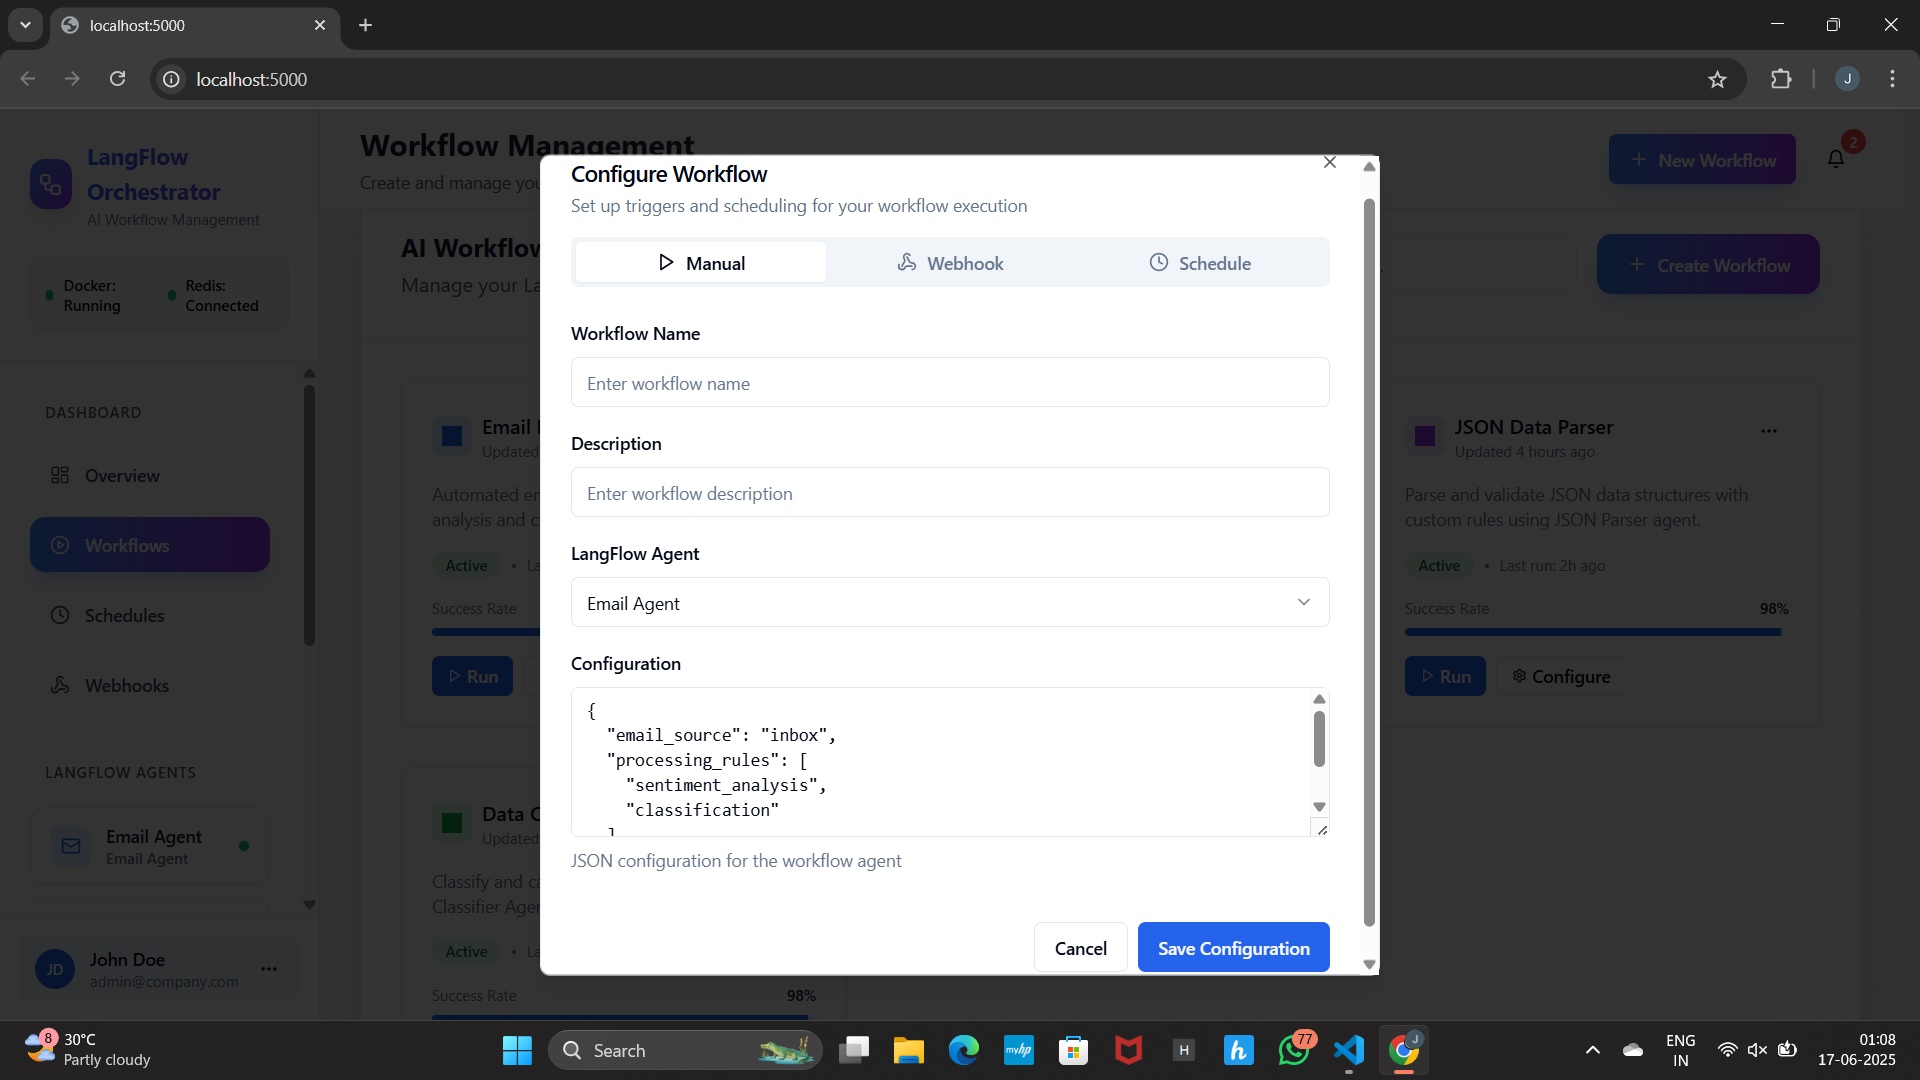 localhost:5000
localhost:5000
J
LangFlow
Orchestrator
AI Workflow Management
Docker:
Running
Redis:
Connected
DASHBOARD
Overview
Workflows
Schedules
Webhooks
LANGFLOW AGENTS
Email Agent
Email Agent
JD
John Doe
admin@company.com
Workflow Management
Create and manage you
New Workflow
2
AI Workflow
Manage your La
Create Workflow
Email
Updated
Automated en
analysis and c
Active
• La
Success Rate
Run
Data C
Updated
Classify and ca
Classifier Agen
Active
• La
Success Rate
98%
JSON Data Parser
Updated 4 hours ago
Parse and validate JSON data structures with
custom rules using JSON Parser agent.
Active
• Last run: 2h ago
Success Rate
98%
Run
Configure
Configure Workflow
Set up triggers and scheduling for your workflow execution
Manual
Webhook
Schedule
Workflow Name
Enter workflow name
Description
Enter workflow description
LangFlow Agent
Email Agent
Configuration
{
"email_source": "inbox",
"processing_rules": [
"sentiment_analysis",
"classification"
]
JSON configuration for the workflow agent
Cancel
Save Configuration
8
30°C
Partly cloudy
Search
myhp
H
h
77
J
ENG
IN
01:08
17-06-2025